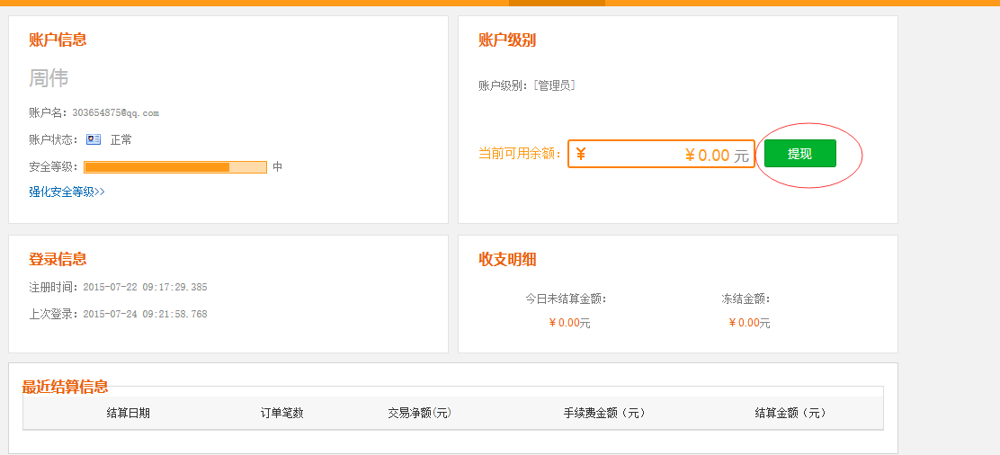 账户信息
周伟
账户名：303654875@qq.com
账户状态： 正常
安全等级： 中
强化安全等级>>
账户级别
账户级别：[管理员]
当前可用余额： ¥ ￥0.00 元 提现
登录信息
注册时间：2015-07-22 09:17:29.385
上次登录：2015-07-24 09:21:58.768
收支明细
今日未结算金额： 冻结金额：
￥0.00元 ￥0.00元
最近结算信息
结算日期 订单笔数 交易净额(元) 手续费金额（元） 结算金额（元）